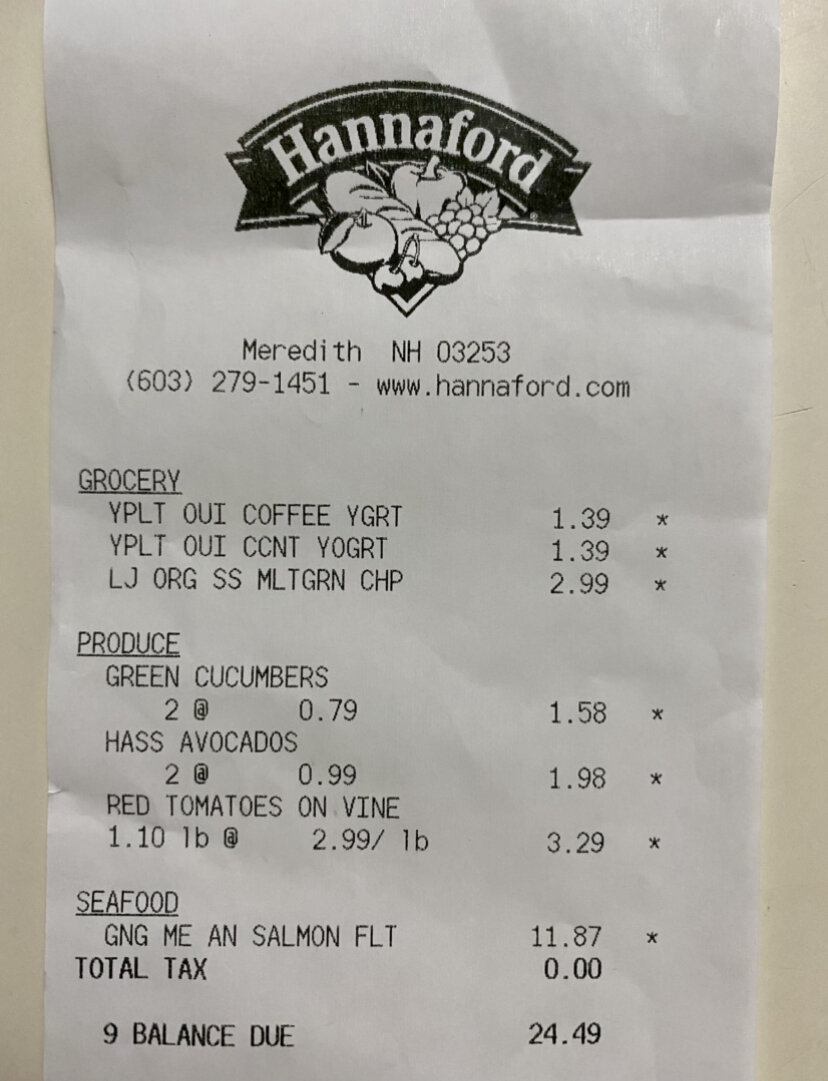 Hannaford
Meredith NH 03253
(603) 279-1451 - www.hannaford.com
GROCERY
YPLT OUI COFFEE YGRT 1.39 *
YPLT OUI CCNT YOGRT 1.39 *
LJ ORG SS MLTGRN CHP 2.99 *
PRODUCE
GREEN CUCUMBERS
2 @ 0.79 1.58 *
HASS AVOCADOS
2 @ 0.99 1.98 *
RED TOMATOES ON VINE
1.10 lb @ 2.99/ lb 3.29 *
SEAFOOD
GNG ME AN SALMON FLT 11.87 *
TOTAL TAX 0.00
9 BALANCE DUE 24.49